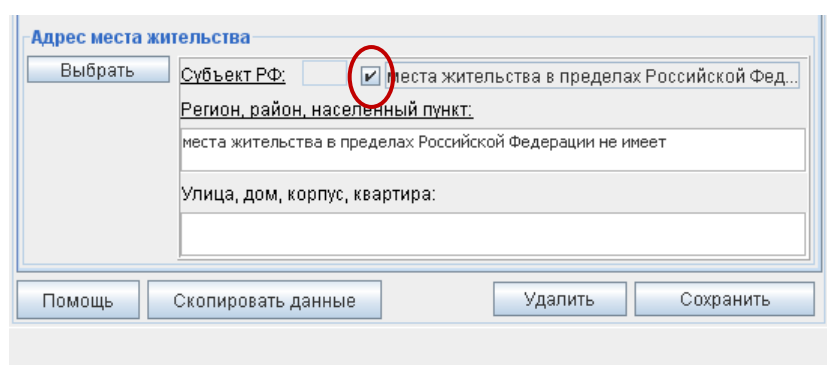 Адрес места жительства
Выбрать
Субъект РФ:
места жительства в пределах Российской Фед...
Регион, район, населенный пункт:
места жительства в пределах Российской Федерации не имеет
Улица, дом, корпус, квартира:
Помощь
Скопировать данные
Удалить
Сохранить